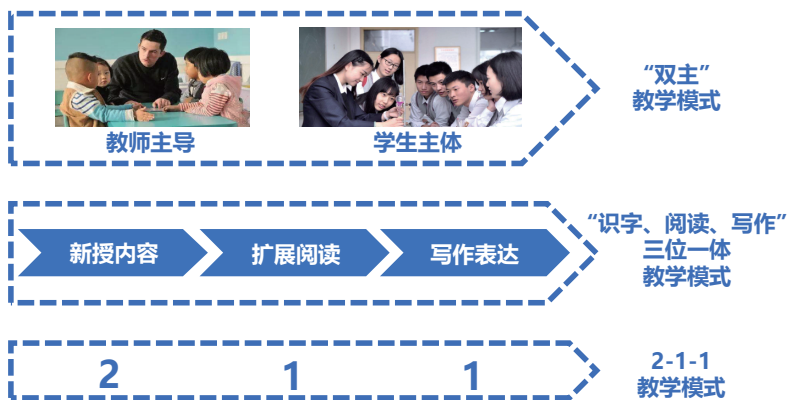 教师主导
学生主体
“双主”
教学模式
新授内容
扩展阅读
写作表达
“识字、阅读、写作”
三位一体
教学模式
2
1
1
2-1-1
教学模式